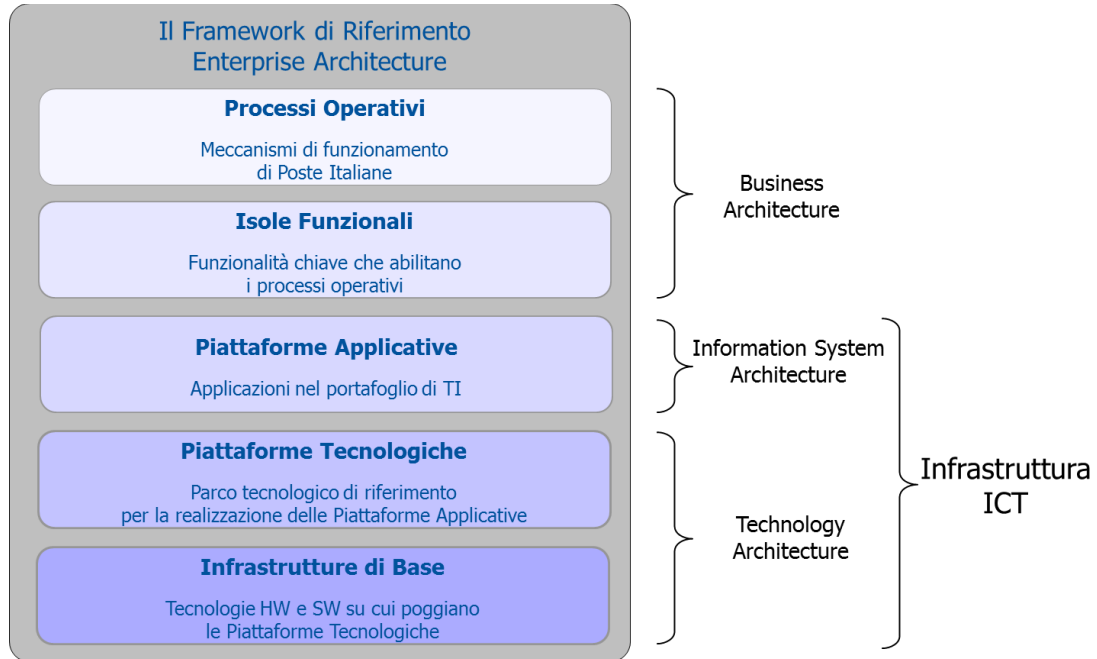 Il Framework di Riferimento
Enterprise Architecture
Processi Operativi
Meccanismi di funzionamento
di Poste Italiane
Isole Funzionali
Funzionalità chiave che abilitano
i processi operativi
Piattaforme Applicative
Applicazioni nel portafoglio di TI
Piattaforme Tecnologiche
Parco tecnologico di riferimento
per la realizzazione delle Piattaforme Applicative
Infrastrutture di Base
Tecnologie HW e SW su cui poggiano
le Piattaforme Tecnologiche
Business
Architecture
Information System
Architecture
Technology
Architecture
Infrastruttura
ICT